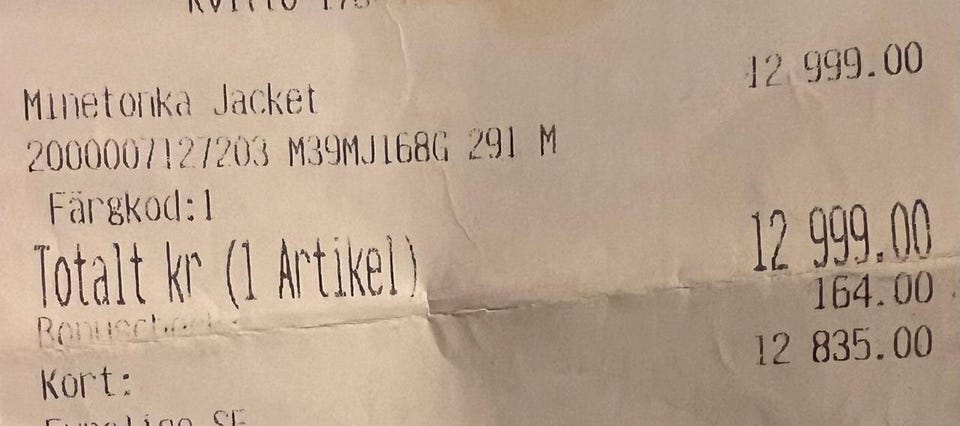 Minetonka Jacket 12 999.00
2000007127203 M39MJ168G 291 M
Färgkod:1
Totalt kr (1 Artikel) 12 999.00
164.00
Kort: 12 835.00
SE